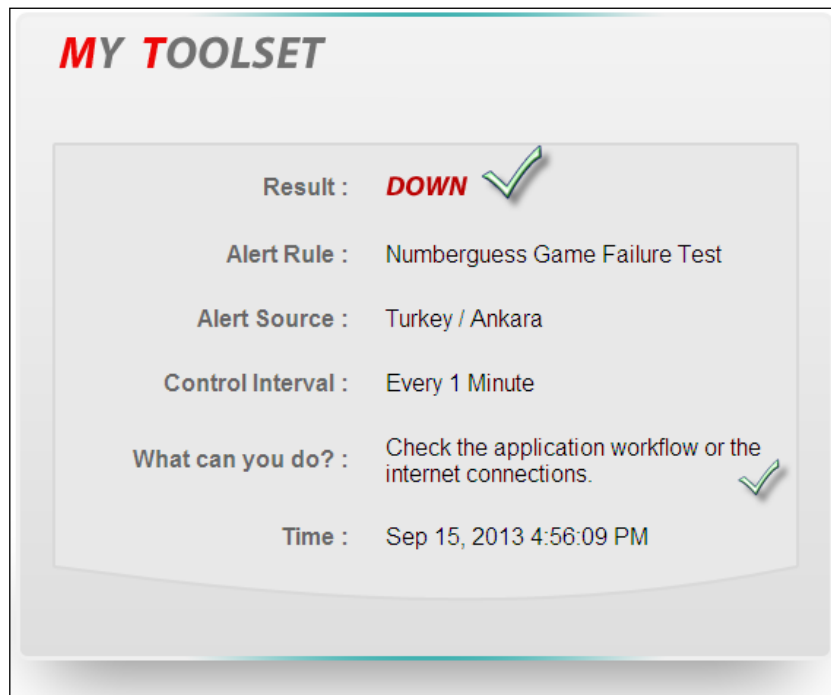 MY TOOLSET
Result : DOWN
Alert Rule : Numberguess Game Failure Test
Alert Source : Turkey / Ankara
Control Interval : Every 1 Minute
What can you do? : Check the application workflow or the
internet connections.
Time : Sep 15, 2013 4:56:09 PM